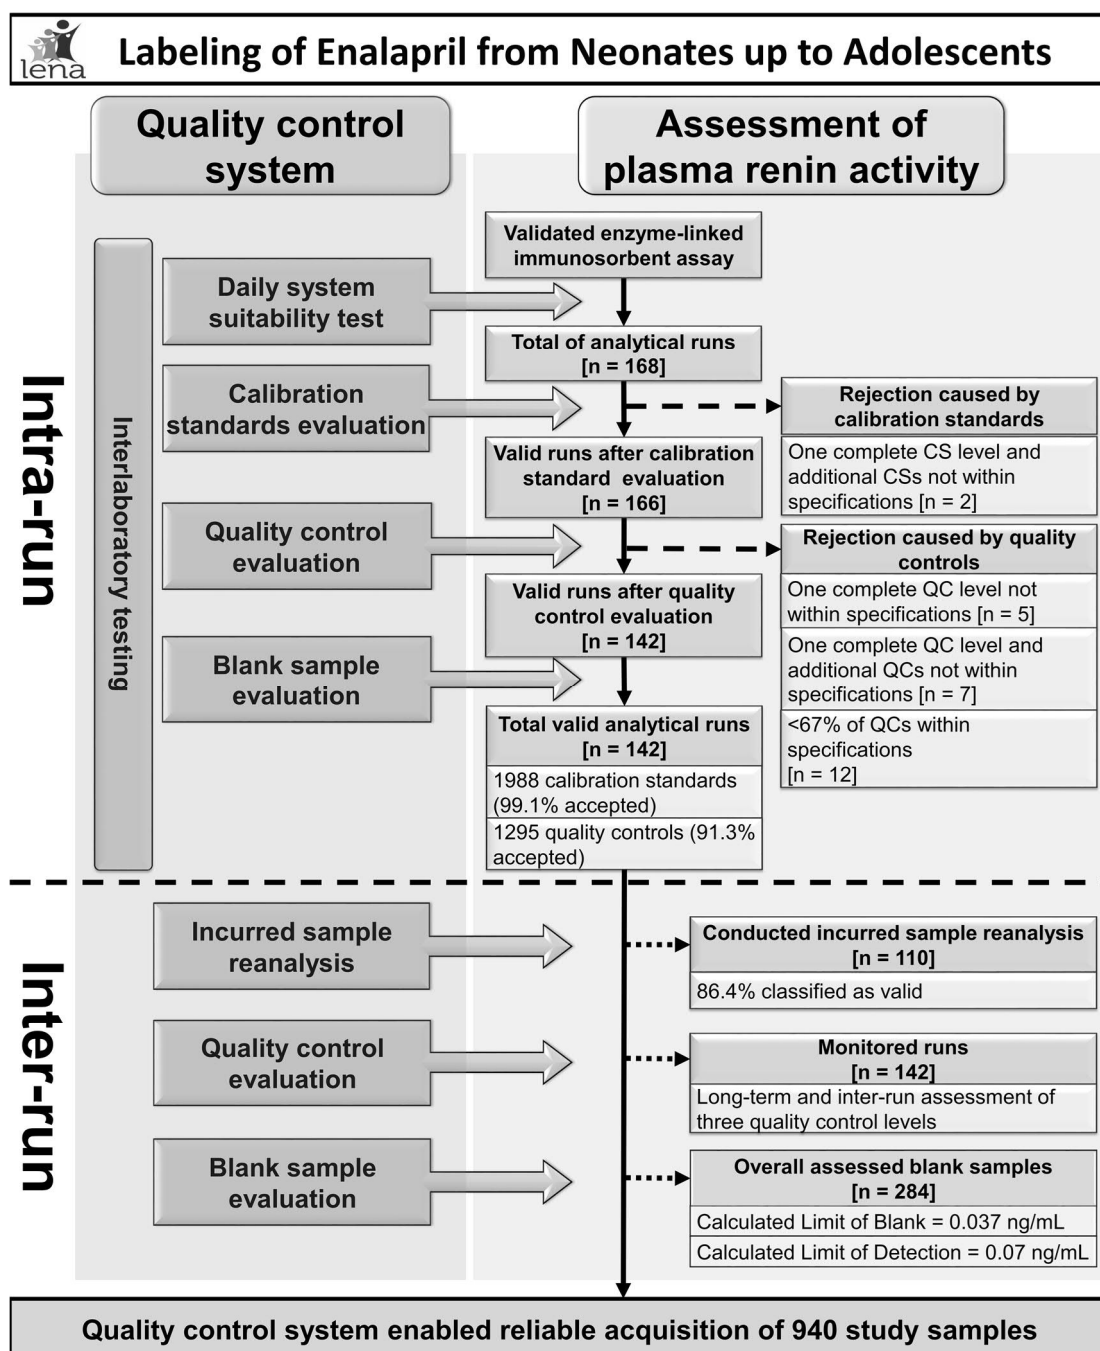 lena
Labeling of Enalapril from Neonates up to Adolescents
Quality control
system
Assessment of
plasma renin activity
Intra-run
Interlaboratory testing
Validated enzyme-linked
immunosorbent assay
Daily system
suitability test
Total of analytical runs
[n = 168]
Calibration
standards evaluation
Rejection caused by
calibration standards
One complete CS level and
additional CSs not within
specifications [n = 2]
Valid runs after calibration
standard evaluation
[n = 166]
Quality control
evaluation
Rejection caused by quality
controls
One complete QC level not
within specifications [n = 5]
One complete QC level and
additional QCs not within
specifications [n = 7]
<67% of QCs within
specifications
[n = 12]
Valid runs after quality
control evaluation
[n = 142]
Blank sample
evaluation
Total valid analytical runs
[n = 142]
1988 calibration standards
(99.1% accepted)
1295 quality controls (91.3%
accepted)
Inter-run
Incurred sample
reanalysis
Conducted incurred sample reanalysis
[n = 110]
86.4% classified as valid
Quality control
evaluation
Monitored runs
[n = 142]
Long-term and inter-run assessment of
three quality control levels
Blank sample
evaluation
Overall assessed blank samples
[n = 284]
Calculated Limit of Blank = 0.037 ng/mL
Calculated Limit of Detection = 0.07 ng/mL
Quality control system enabled reliable acquisition of 940 study samples